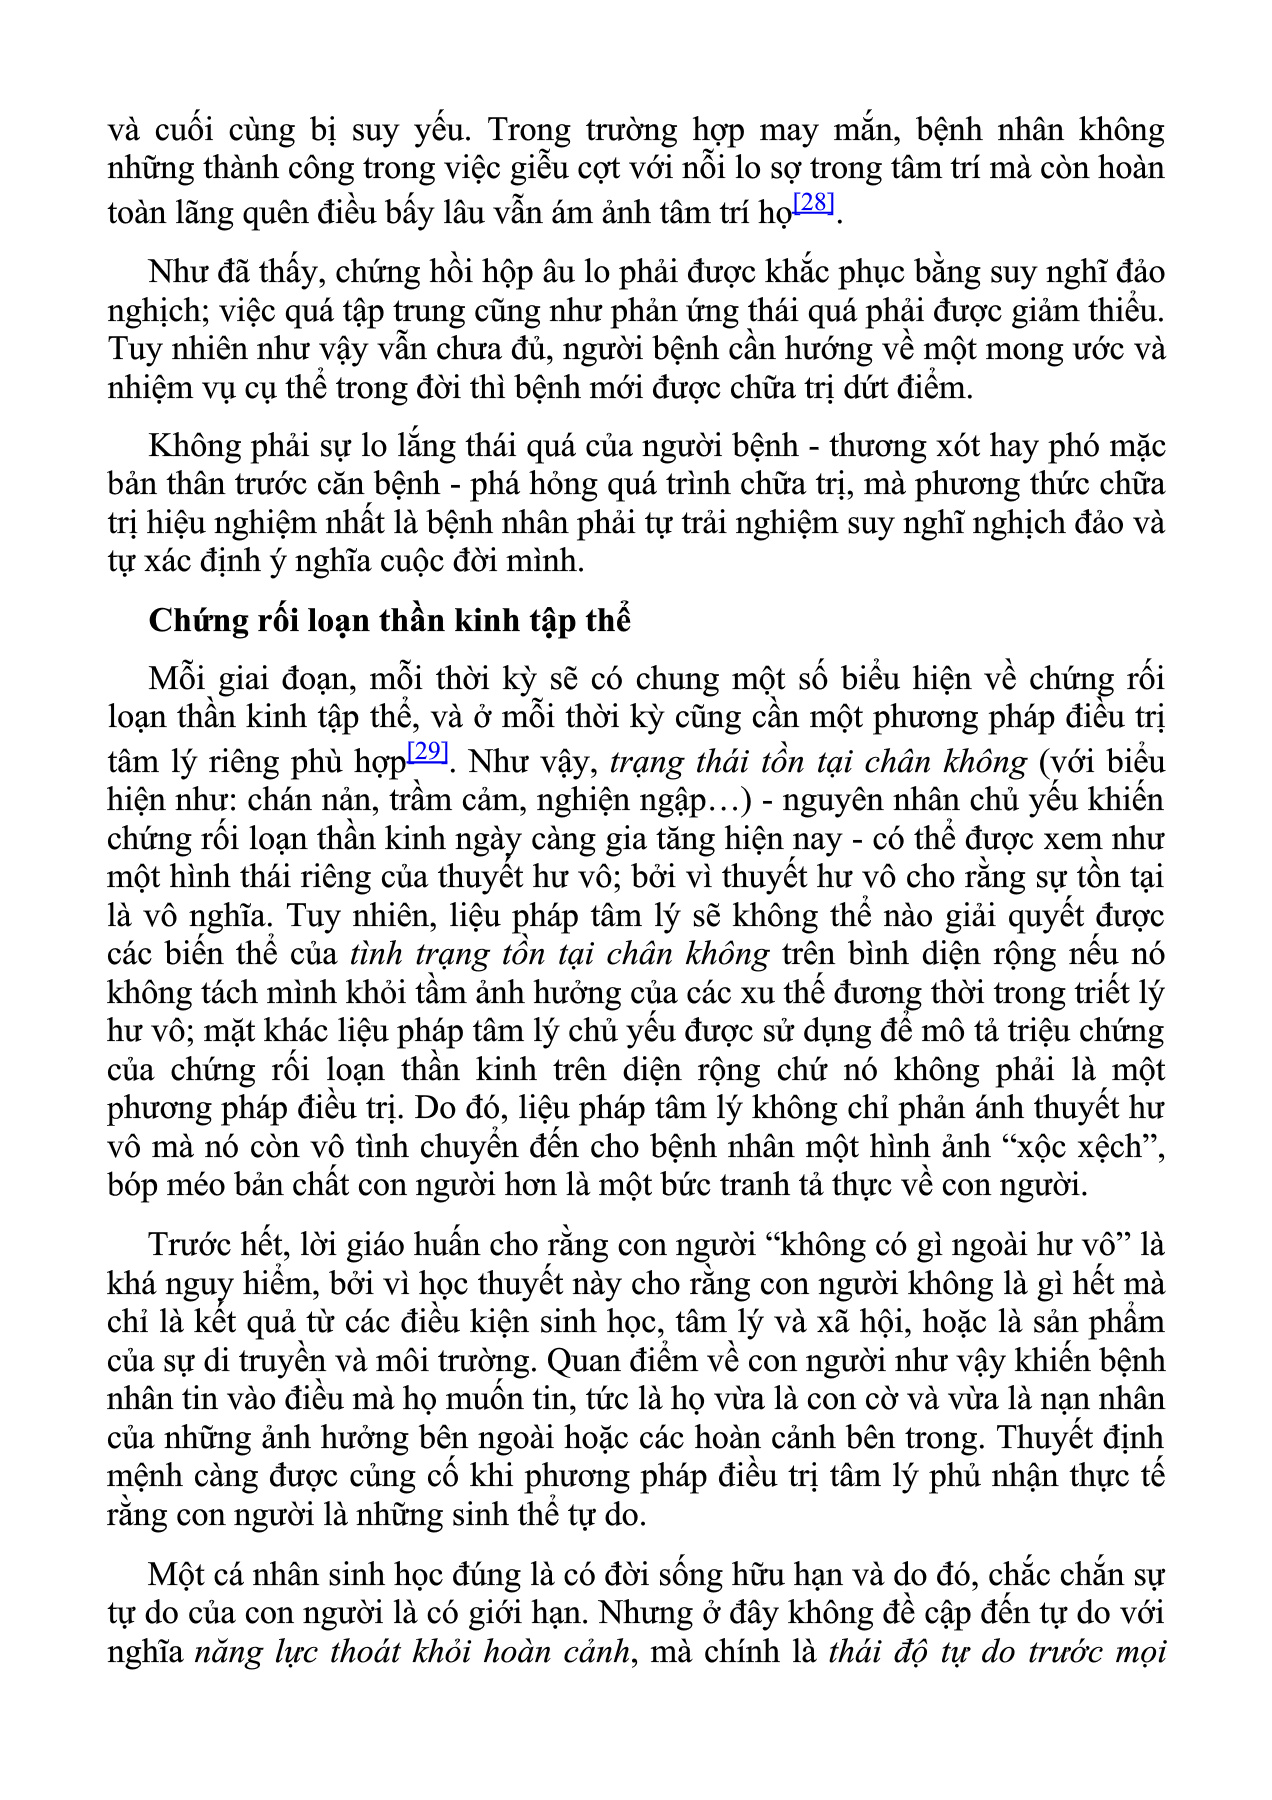 và cuối cùng bị suy yếu. Trong trường hợp may mắn, bệnh nhân không
những thành công trong việc giễu cợt với nỗi lo sợ trong tâm trí mà còn hoàn
toàn lãng quên điều bấy lâu vẫn ám ảnh tâm trí họ[28].
Như đã thấy, chứng hồi hộp âu lo phải được khắc phục bằng suy nghĩ đảo
nghịch; việc quá tập trung cũng như phản ứng thái quá phải được giảm thiểu.
Tuy nhiên như vậy vẫn chưa đủ, người bệnh cần hướng về một mong ước và
nhiệm vụ cụ thể trong đời thì bệnh mới được chữa trị dứt điểm.
Không phải sự lo lắng thái quá của người bệnh - thương xót hay phó mặc
bản thân trước căn bệnh - phá hỏng quá trình chữa trị, mà phương thức chữa
trị hiệu nghiệm nhất là bệnh nhân phải tự trải nghiệm suy nghĩ nghịch đảo và
tự xác định ý nghĩa cuộc đời mình.
Chứng rối loạn thần kinh tập thể
Mỗi giai đoạn, mỗi thời kỳ sẽ có chung một số biểu hiện về chứng rối
loạn thần kinh tập thể, và ở mỗi thời kỳ cũng cần một phương pháp điều trị
tâm lý riêng phù hợp[29]. Như vậy, trạng thái tồn tại chân không (với biểu
hiện như: chán nản, trầm cảm, nghiện ngập…) - nguyên nhân chủ yếu khiến
chứng rối loạn thần kinh ngày càng gia tăng hiện nay - có thể được xem như
một hình thái riêng của thuyết hư vô; bởi vì thuyết hư vô cho rằng sự tồn tại
là vô nghĩa. Tuy nhiên, liệu pháp tâm lý sẽ không thể nào giải quyết được
các biến thể của tình trạng tồn tại chân không trên bình diện rộng nếu nó
không tách mình khỏi tầm ảnh hưởng của các xu thế đương thời trong triết lý
hư vô; mặt khác liệu pháp tâm lý chủ yếu được sử dụng để mô tả triệu chứng
của chứng rối loạn thần kinh trên diện rộng chứ nó không phải là một
phương pháp điều trị. Do đó, liệu pháp tâm lý không chỉ phản ánh thuyết hư
vô mà nó còn vô tình chuyển đến cho bệnh nhân một hình ảnh “xộc xệch”,
bóp méo bản chất con người hơn là một bức tranh tả thực về con người.
Trước hết, lời giáo huấn cho rằng con người “không có gì ngoài hư vô” là
khá nguy hiểm, bởi vì học thuyết này cho rằng con người không là gì hết mà
chỉ là kết quả từ các điều kiện sinh học, tâm lý và xã hội, hoặc là sản phẩm
của sự di truyền và môi trường. Quan điểm về con người như vậy khiến bệnh
nhân tin vào điều mà họ muốn tin, tức là họ vừa là con cờ và vừa là nạn nhân
của những ảnh hưởng bên ngoài hoặc các hoàn cảnh bên trong. Thuyết định
mệnh càng được củng cố khi phương pháp điều trị tâm lý phủ nhận thực tế
rằng con người là những sinh thể tự do.
Một cá nhân sinh học đúng là có đời sống hữu hạn và do đó, chắc chắn sự
tự do của con người là có giới hạn. Nhưng ở đây không đề cập đến tự do với
nghĩa năng lực thoát khỏi hoàn cảnh, mà chính là thái độ tự do trước mọi